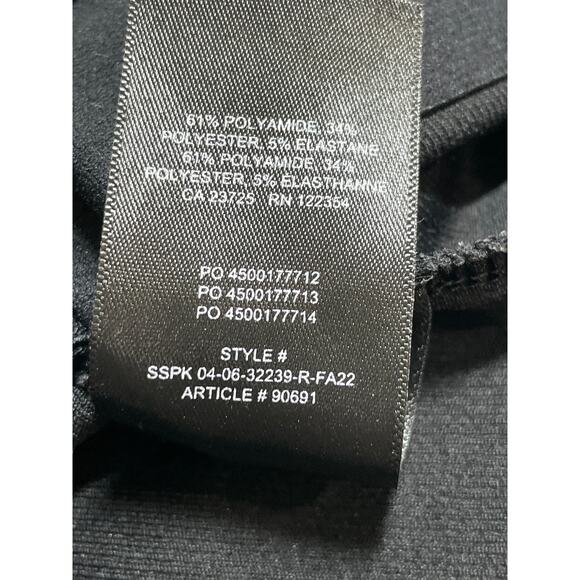 61% POLYAMIDE, 34%
POLYESTER, 5% ELASTANE
61% POLYAMIDE, 34%
POLYESTER, 5% ELASTHANNE
CA 23725 RN 122354
PO 4500177712
PO 4500177713
PO 4500177714
STYLE #
SSPK 04-06-32239-R-FA22
ARTICLE # 90691